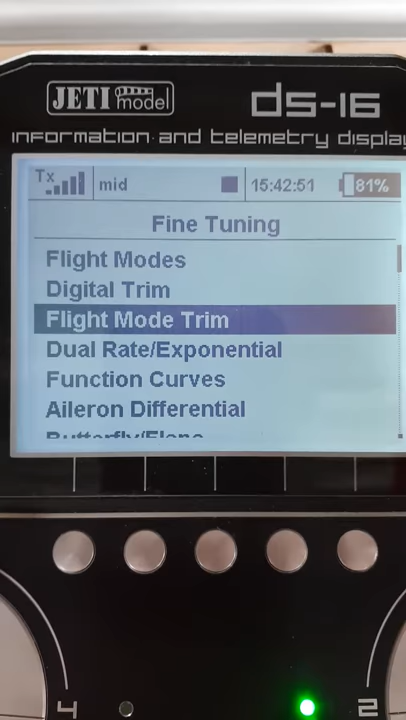 JETI model
ds-16
information and telemetry display
Tx mid 15:42:51 81%
Fine Tuning
Flight Modes
Digital Trim
Flight Mode Trim
Dual Rate/Exponential
Function Curves
Aileron Differential
4 2